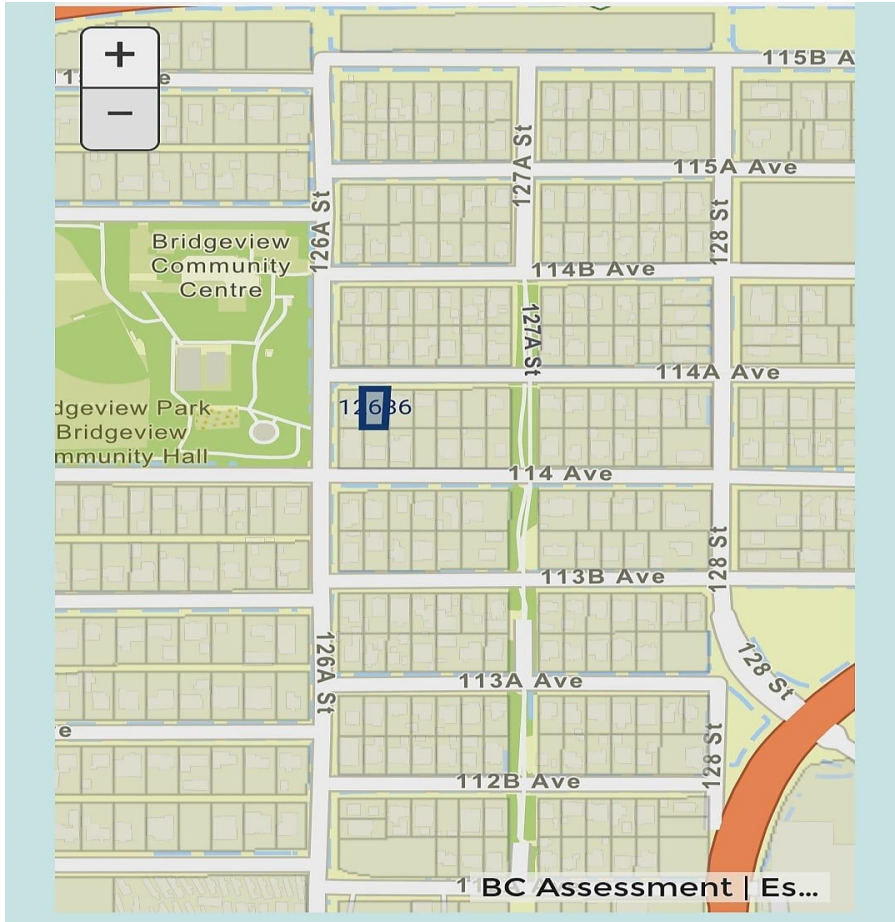 +
−
115B A
115A Ave
127A St
126A St
128 St
Bridgeview
Community
Centre
114B Ave
127A St
114A Ave
12686
dgeview Park
Bridgeview
mmunity Hall
114 Ave
128 St
113B Ave
126A St
128 St
113A Ave
128 St
112B Ave
BC Assessment | Es...